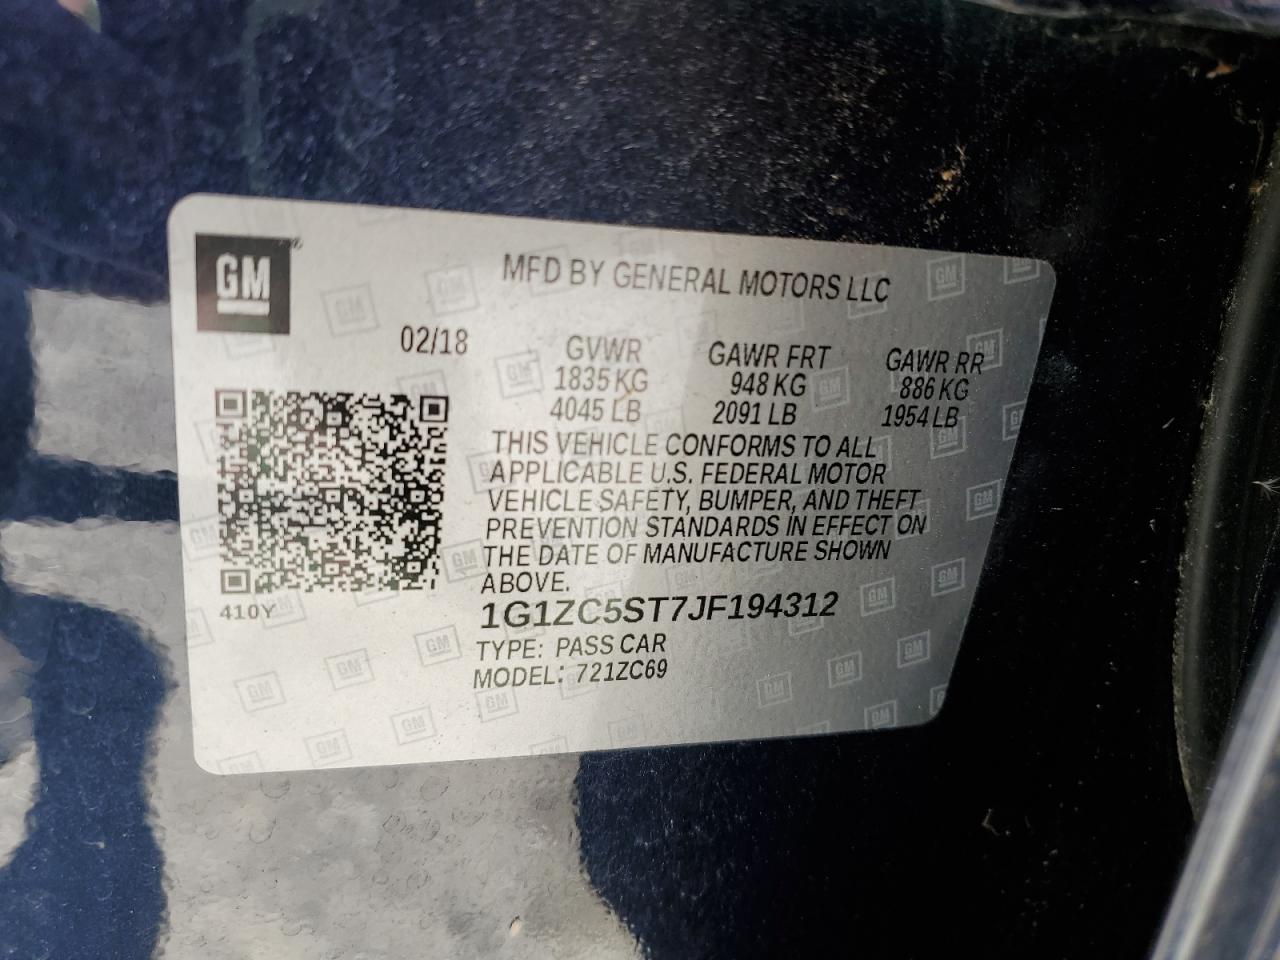 GM
MFD BY GENERAL MOTORS LLC
02/18
GVWR GAWR FRT GAWR RR
1835 KG 948 KG 886 KG
4045 LB 2091 LB 1954 LB
THIS VEHICLE CONFORMS TO ALL
APPLICABLE U.S. FEDERAL MOTOR
VEHICLE SAFETY, BUMPER, AND THEFT
PREVENTION STANDARDS IN EFFECT ON
THE DATE OF MANUFACTURE SHOWN
ABOVE.
410Y
1G1ZC5ST7JF194312
TYPE: PASS CAR
MODEL: 721ZC69